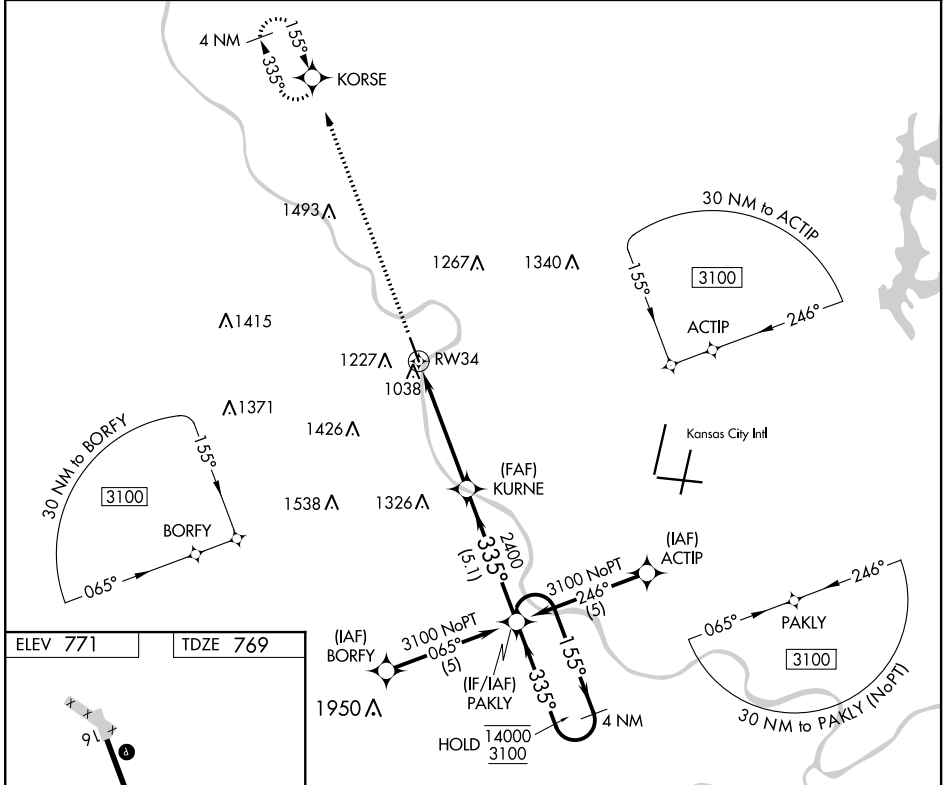 4 NM
155°
335°
KORSE
1493
1267
1340
30 NM to ACTIP
3100
155°
ACTIP
246°
1415
1227
RW34
1038
1371
1426
30 NM to BORFY
155°
3100
BORFY
065°
Kansas City Intl
(FAF)
KURNE
1538
1326
2400
335°
(5.1)
(IAF)
ACTIP
3100 NoPT
246°
(5)
(IAF)
BORFY
3100 NoPT
065°
(5)
(IF/IAF)
PAKLY
155°
335°
4 NM
HOLD
14000
3100
1950
065°
246°
PAKLY
3100
30 NM to PAKLY (NoPT)
ELEV 771
TDZE 769
16
P